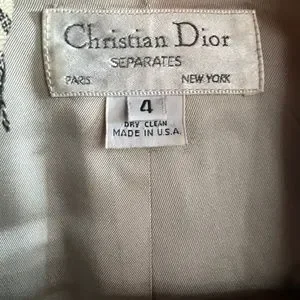 Christian Dior
SEPARATES
PARIS NEW YORK
4
DRY CLEAN
MADE IN U.S.A.